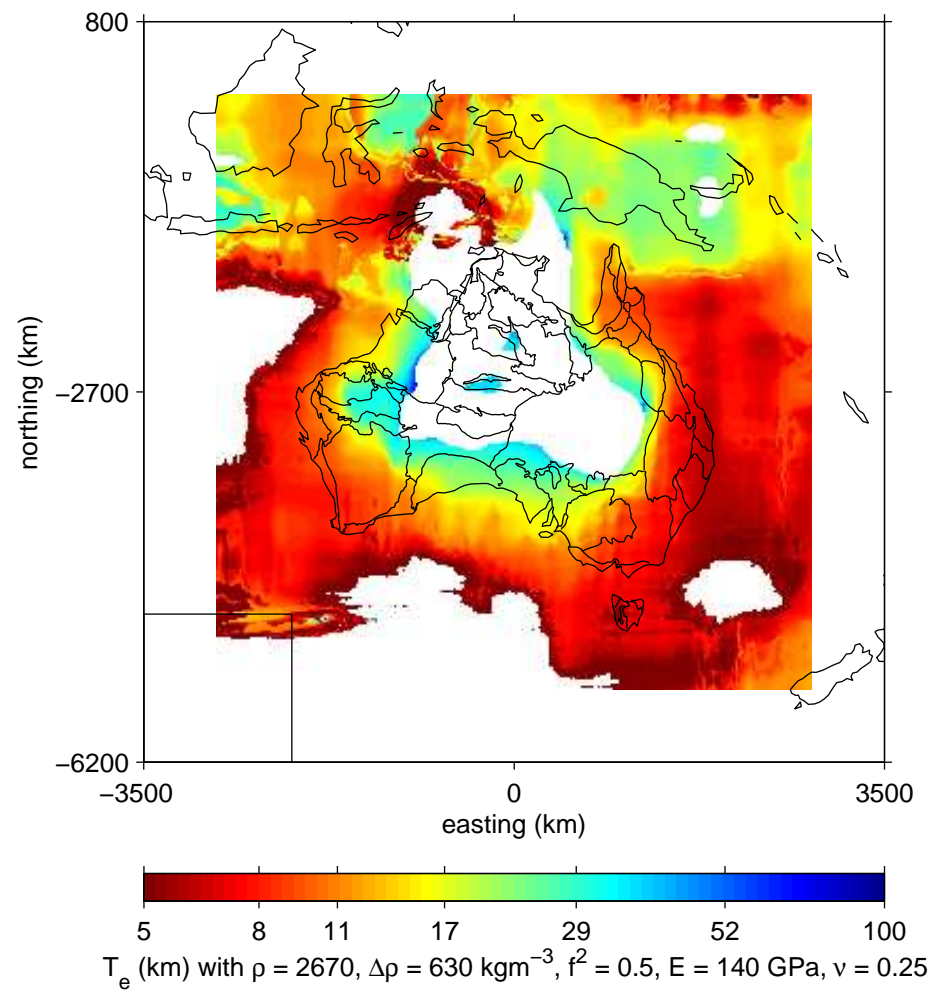 800
−2700
−6200
northing (km)
−3500 0 3500
easting (km)
5 8 11 17 29 52 100
Te (km) with ρ = 2670, Δρ = 630 kgm−3, f2 = 0.5, E = 140 GPa, ν = 0.25